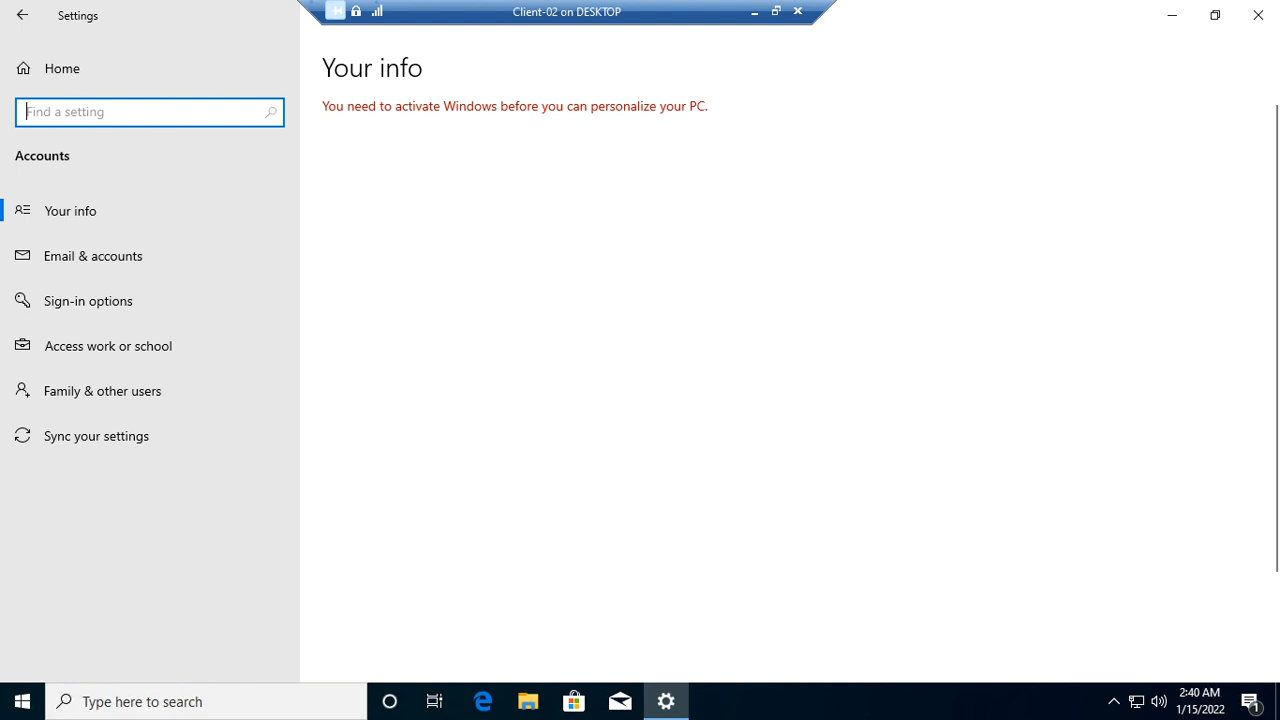 Settings
Client-02 on DESKTOP
Home
Find a setting
Accounts
Your info
Email & accounts
Sign-in options
Access work or school
Family & other users
Sync your settings
Your info
You need to activate Windows before you can personalize your PC.
Type here to search
2:40 AM
1/15/2022
1